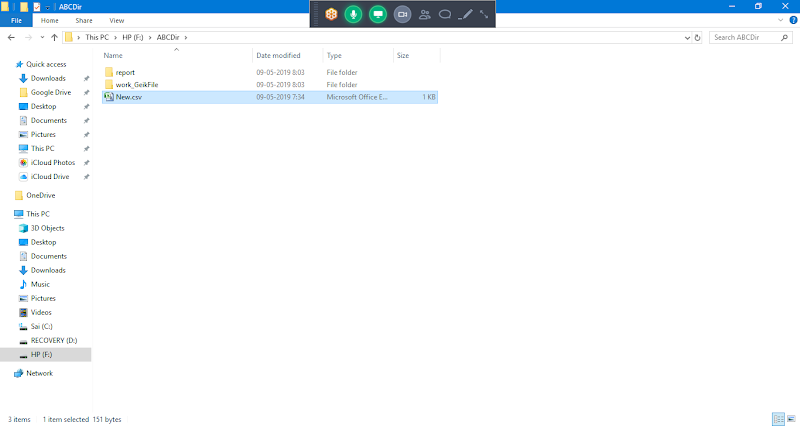 ABCDir
File Home Share View
This PC HP (F:) ABCDir Search ABCDir
Name Date modified Type Size
report 09-05-2019 8:03 File folder
work_GeikFile 09-05-2019 8:03 File folder
New.csv 09-05-2019 7:54 Microsoft Office E... 1 KB
Quick access
Downloads
Google Drive
Desktop
Documents
Pictures
This PC
iCloud Photos
iCloud Drive
OneDrive
This PC
3D Objects
Desktop
Documents
Downloads
Music
Pictures
Videos
Sai (C:)
RECOVERY (D:)
HP (F:)
Network
3 items 1 item selected 151 bytes